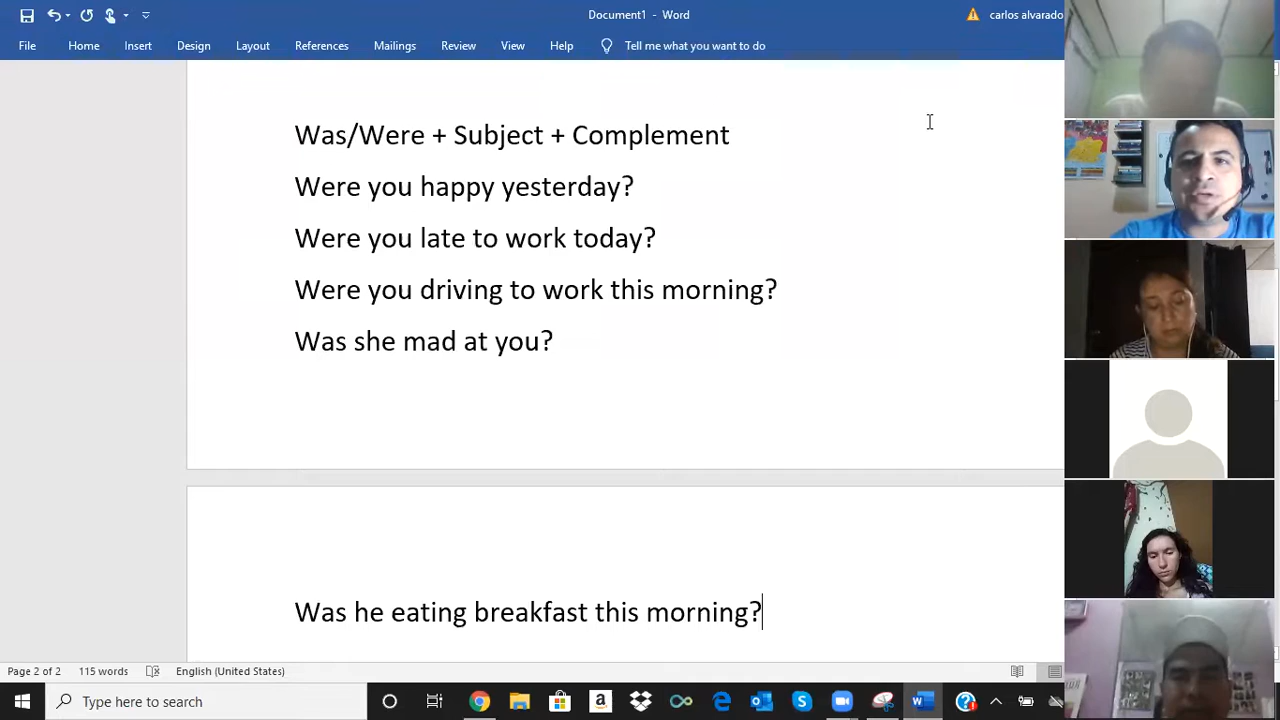 Document1 - Word
carlos alvarado
File Home Insert Design Layout References Mailings Review View Help Tell me what you want to do
Was/Were + Subject + Complement
Were you happy yesterday?
Were you late to work today?
Were you driving to work this morning?
Was she mad at you?
Was he eating breakfast this morning?
Page 2 of 2 115 words English (United States)
Type here to search